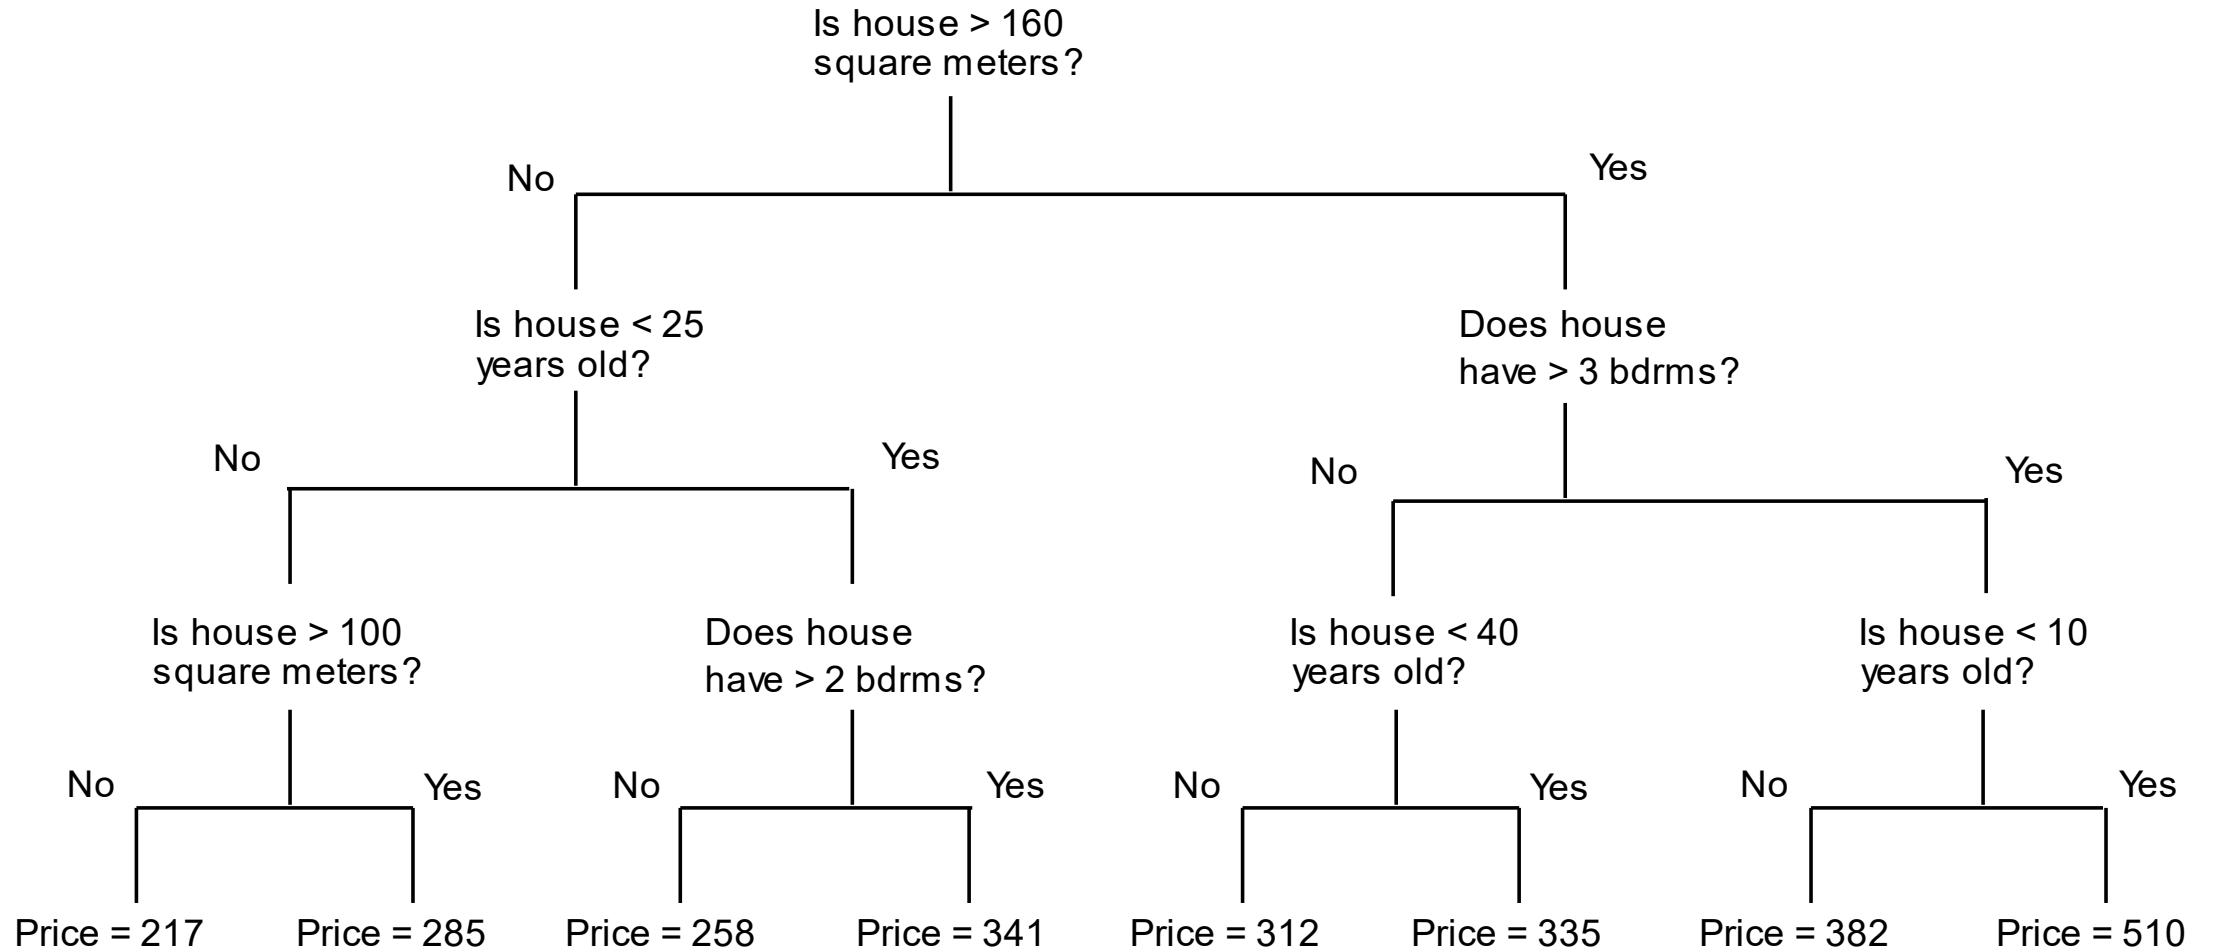 Is house > 160
square meters?
No
Yes
Is house < 25
years old?
Does house
have > 3 bdrms?
No
Yes
No
Yes
Is house > 100
square meters?
Does house
have > 2 bdrms?
Is house < 40
years old?
Is house < 10
years old?
No
Yes
No
Yes
No
Yes
No
Yes
Price = 217
Price = 285
Price = 258
Price = 341
Price = 312
Price = 335
Price = 382
Price = 510